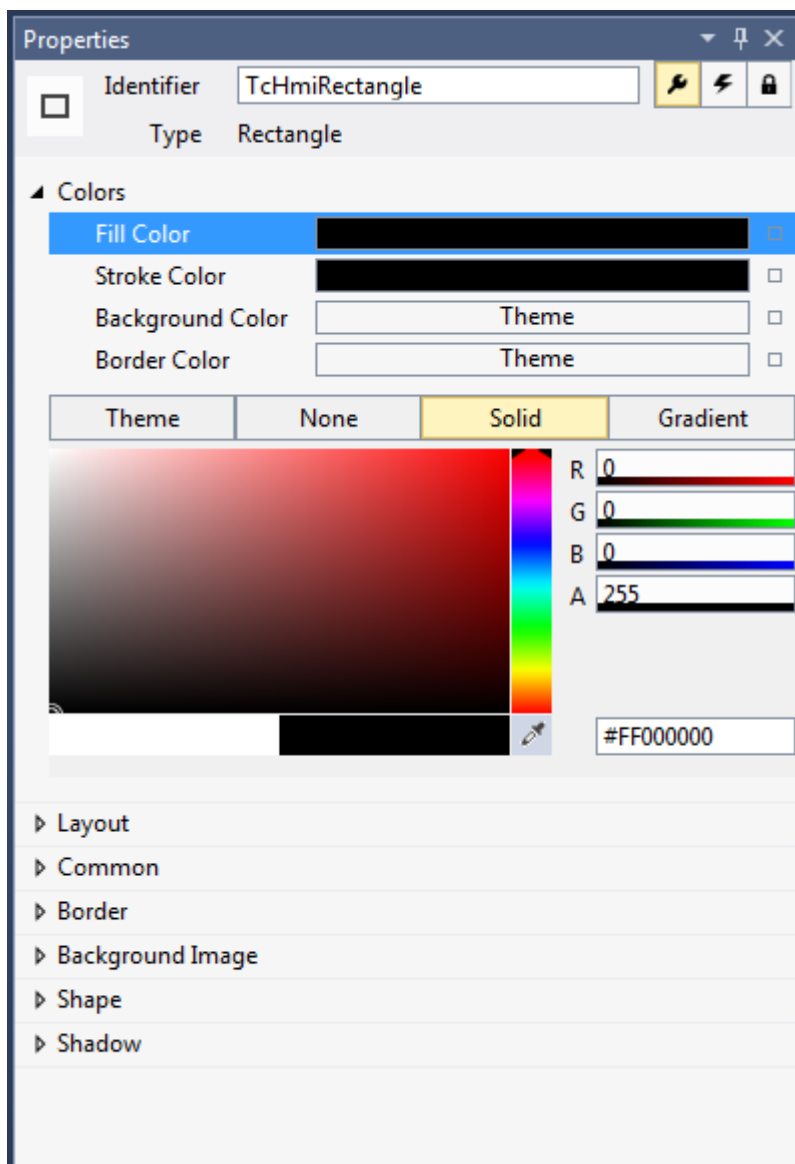 Properties
Identifier TcHmiRectangle
Type Rectangle
Colors
Fill Color
Stroke Color
Background Color Theme
Border Color Theme
Theme None Solid Gradient
R 0
G 0
B 0
A 255
#FF000000
Layout
Common
Border
Background Image
Shape
Shadow